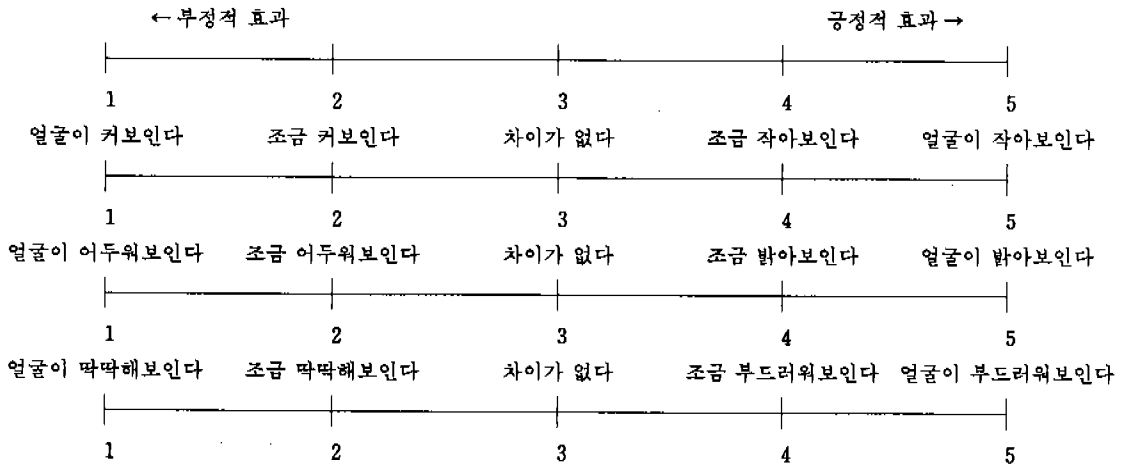 ← 부정적 효과 긍정적 효과 →
1 2 3 4 5
얼굴이 커보인다 조금 커보인다 차이가 없다 조금 작아보인다 얼굴이 작아보인다
1 2 3 4 5
얼굴이 어두워보인다 조금 어두워보인다 차이가 없다 조금 밝아보인다 얼굴이 밝아보인다
1 2 3 4 5
얼굴이 딱딱해보인다 조금 딱딱해보인다 차이가 없다 조금 부드러워보인다 얼굴이 부드러워보인다
1 2 3 4 5